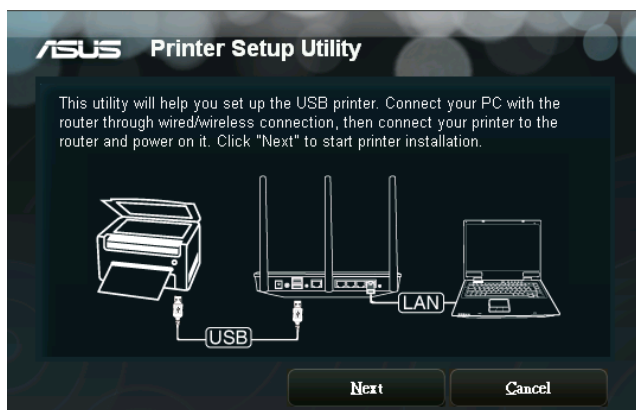 ASUS Printer Setup Utility
This utility will help you set up the USB printer. Connect your PC with the
router through wired/wireless connection, then connect your printer to the
router and power on it. Click "Next" to start printer installation.
LAN
USB
Next Cancel